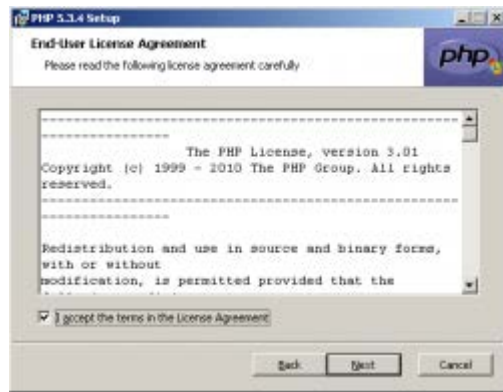 PHP 5.3.4 Setup
End-User License Agreement
Please read the following license agreement carefully
php
--------------------------------------------------------
-----------------
The PHP License, version 3.01
Copyright (c) 1999 - 2010 The PHP Group. All rights
reserved.
--------------------------------------------------------
-----------------
Redistribution and use in source and binary forms,
with or without
modification, is permitted provided that the
I accept the terms in the License Agreement
Back Next Cancel